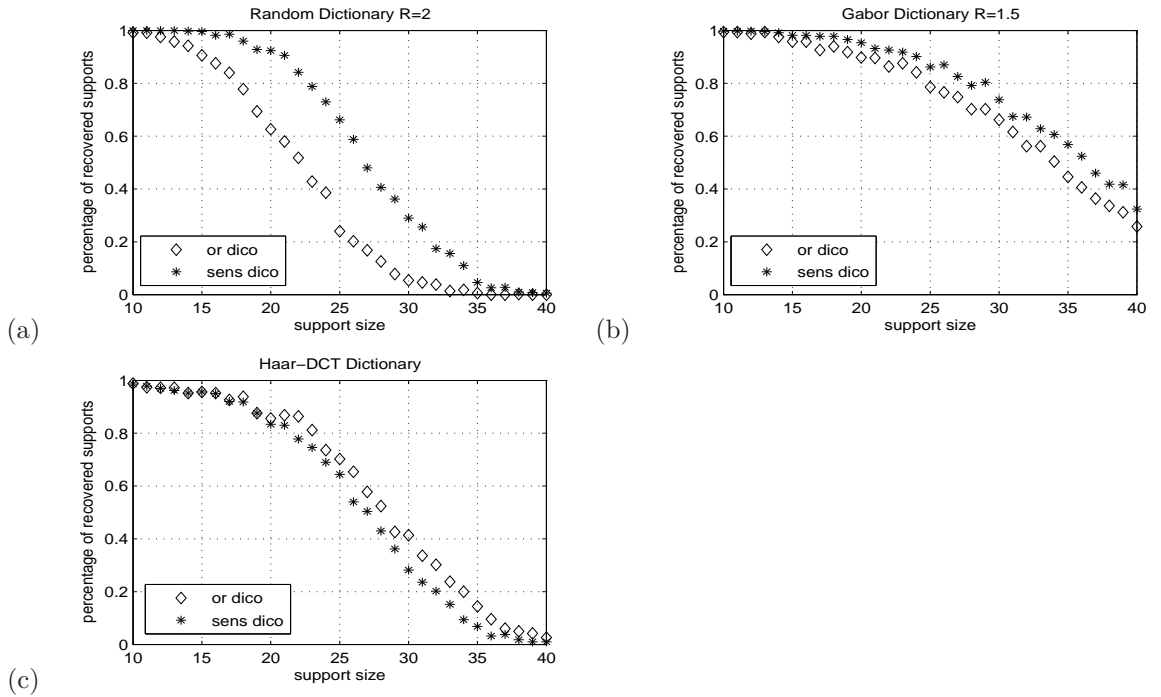 Random Dictionary R=2
percentage of recovered supports
1
0.8
0.6
0.4
0.2
0
or dico
sens dico
10 15 20 25 30 35 40
support size
(a)
Gabor Dictionary R=1.5
percentage of recovered supports
1
0.8
0.6
0.4
0.2
0
or dico
sens dico
10 15 20 25 30 35 40
support size
(b)
Haar−DCT Dictionary
percentage of recovered supports
1
0.8
0.6
0.4
0.2
0
or dico
sens dico
10 15 20 25 30 35 40
support size
(c)